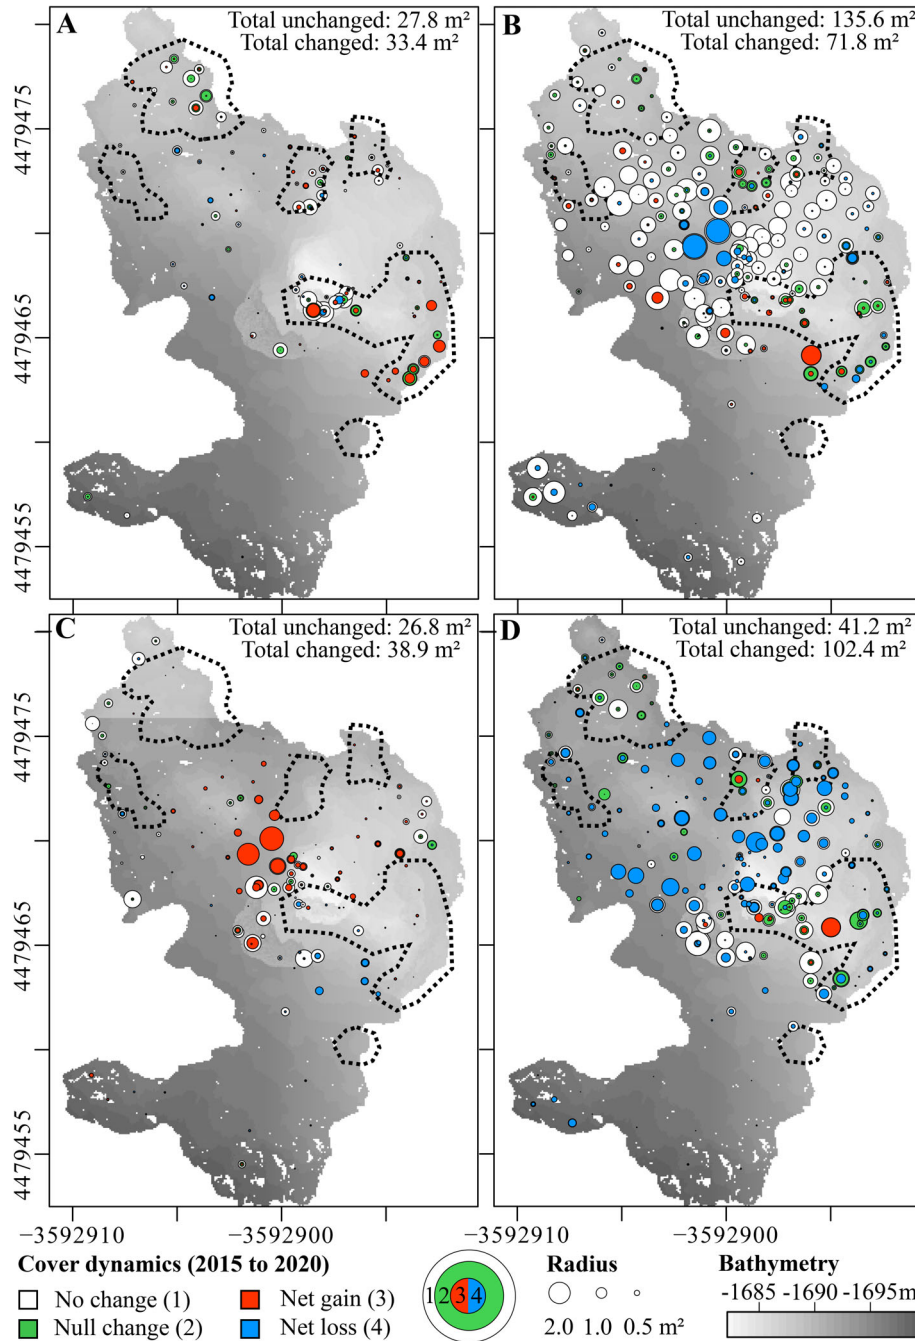 A
Total unchanged: 27.8 m²
Total changed: 33.4 m²
B
Total unchanged: 135.6 m²
Total changed: 71.8 m²
4479475
4479465
4479455
C
Total unchanged: 26.8 m²
Total changed: 38.9 m²
D
Total unchanged: 41.2 m²
Total changed: 102.4 m²
4479475
4479465
4479455
−3592910
−3592900
−3592910
−3592900
Cover dynamics (2015 to 2020)
No change (1)
Net gain (3)
Null change (2)
Net loss (4)
1 2 3 4
Radius
2.0 1.0 0.5 m²
Bathymetry
-1685 -1690 -1695m